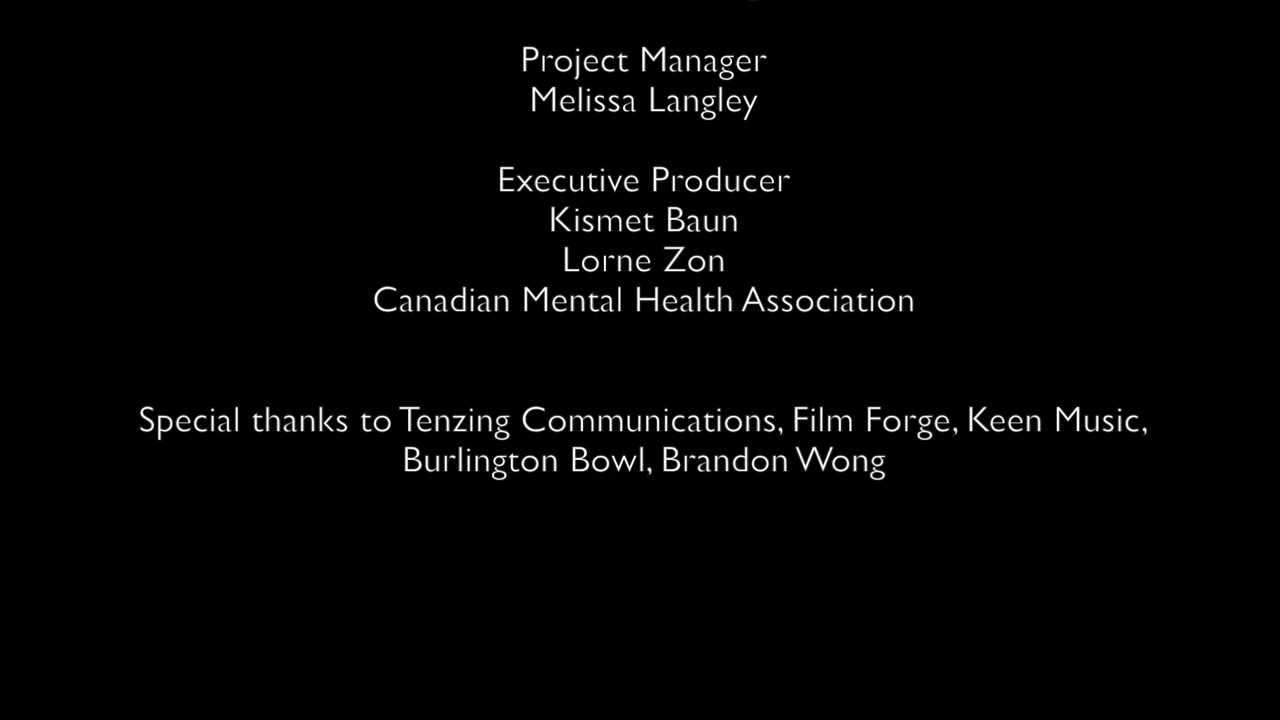 Project Manager
Melissa Langley
Executive Producer
Kismet Baun
Lorne Zon
Canadian Mental Health Association
Special thanks to Tenzing Communications, Film Forge, Keen Music,
Burlington Bowl, Brandon Wong